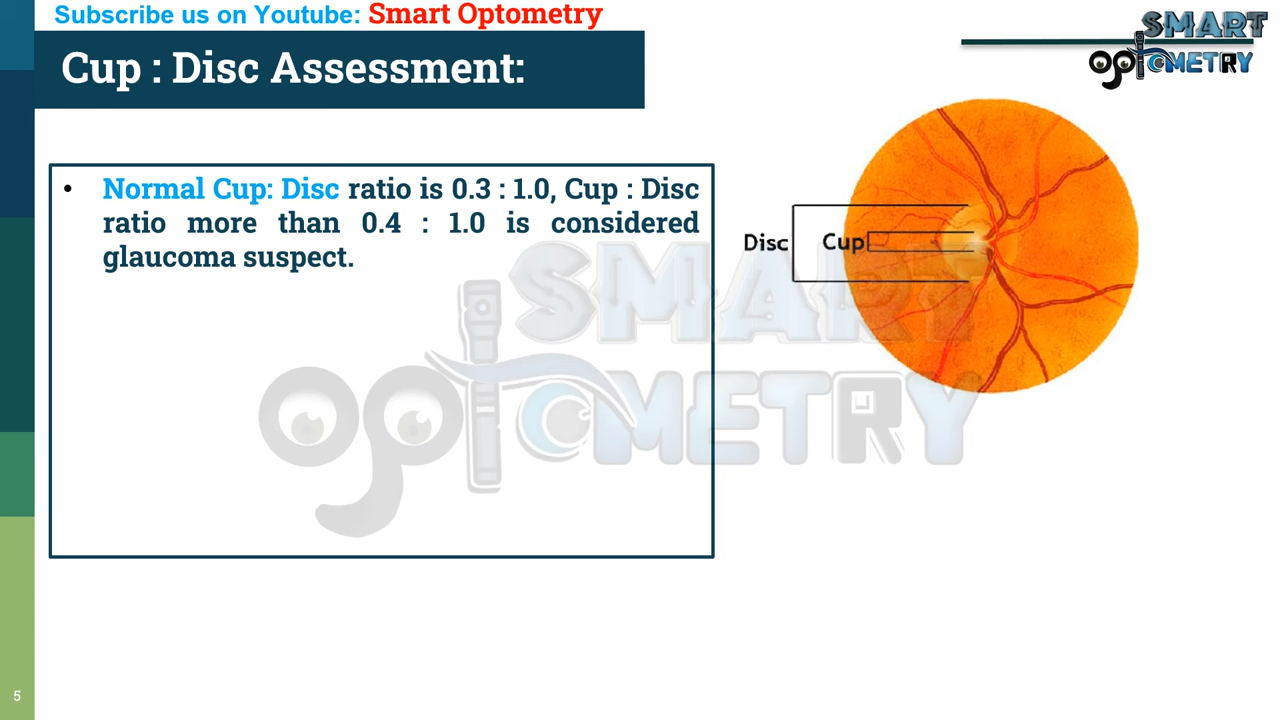 Subscribe us on Youtube: Smart Optometry
SMART
OPTOMETRY
Cup : Disc Assessment:
• Normal Cup: Disc ratio is 0.3 : 1.0, Cup : Disc
ratio more than 0.4 : 1.0 is considered
glaucoma suspect.
Disc
Cup
SMART
OPTOMETRY
5